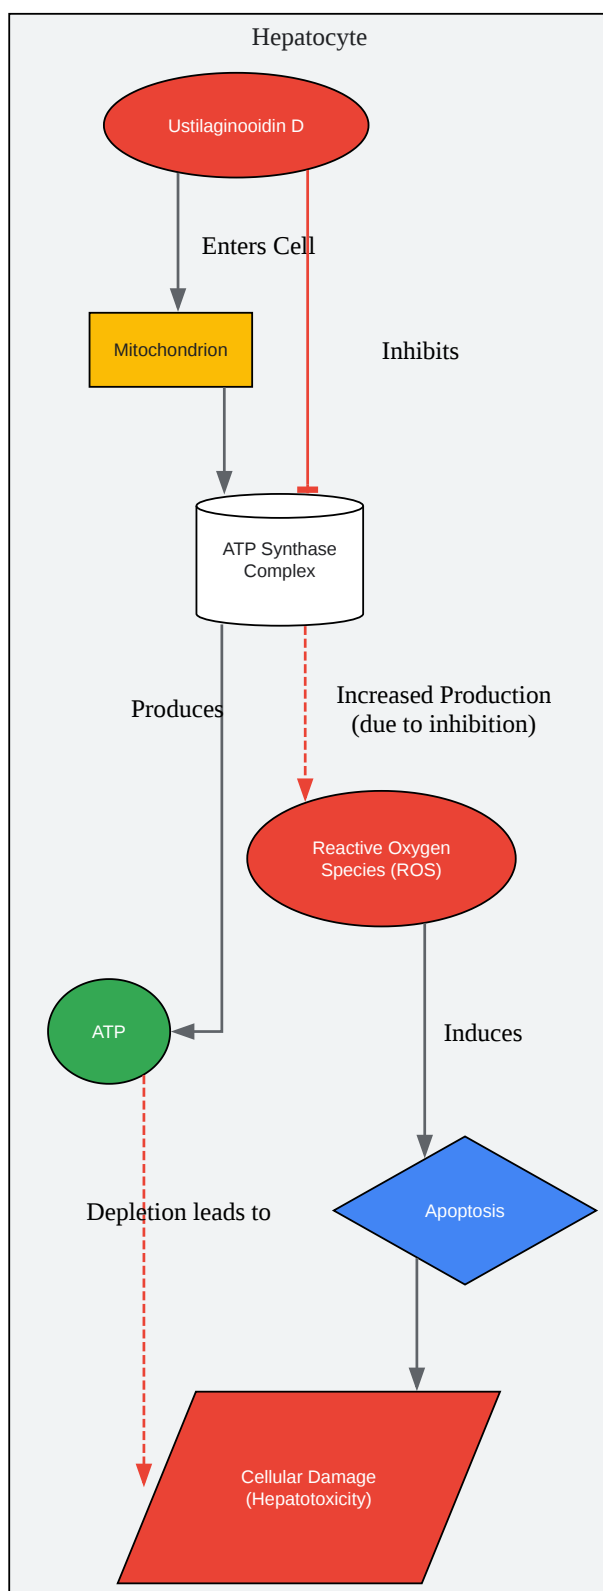 Hepatocyte
Ustilaginooidin D
Enters Cell
Mitochondrion
Inhibits
ATP Synthase
Complex
Produces
Increased Production
(due to inhibition)
Reactive Oxygen
Species (ROS)
ATP
Induces
Depletion leads to
Apoptosis
Cellular Damage
(Hepatotoxicity)